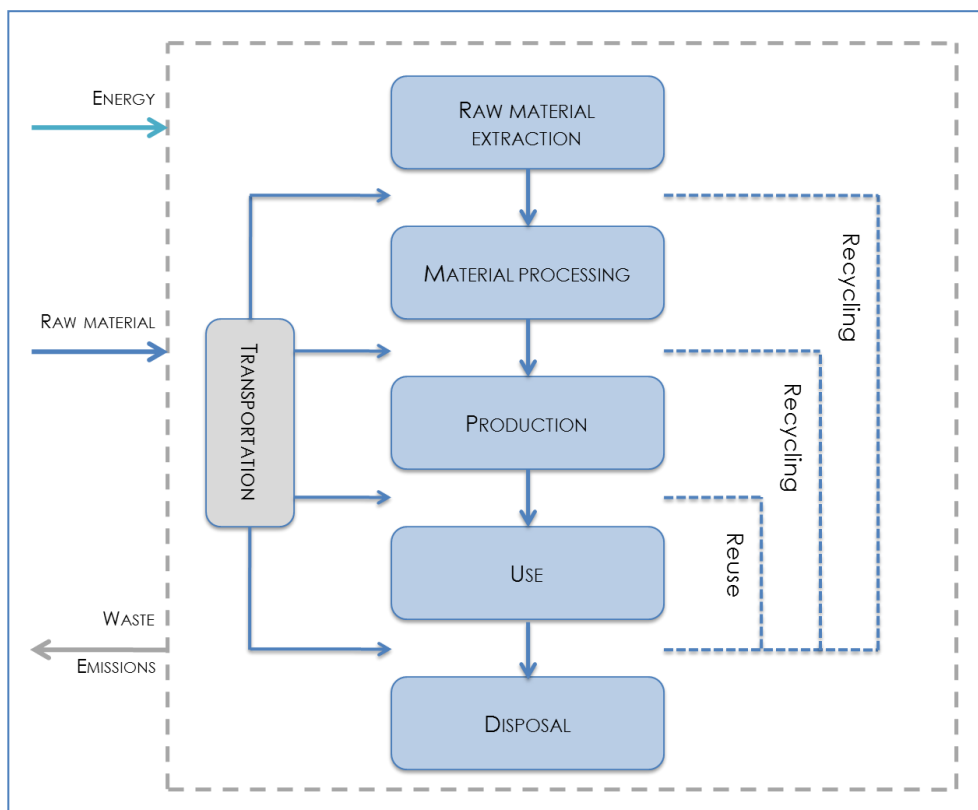 ENERGY
RAW MATERIAL
EXTRACTION
MATERIAL PROCESSING
RAW MATERIAL
TRANSPORTATION
PRODUCTION
USE
WASTE
EMISSIONS
DISPOSAL
Recycling
Recycling
Reuse